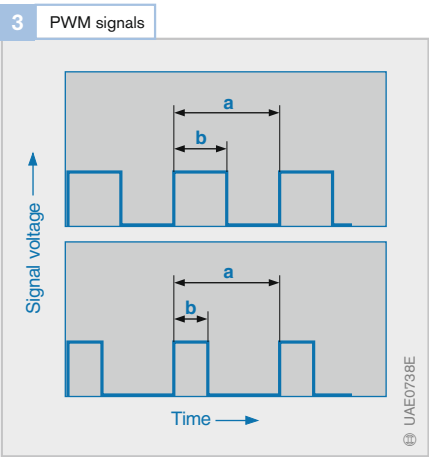 3 PWM signals
a
b
a
b
Signal voltage
Time
© UAE0738E